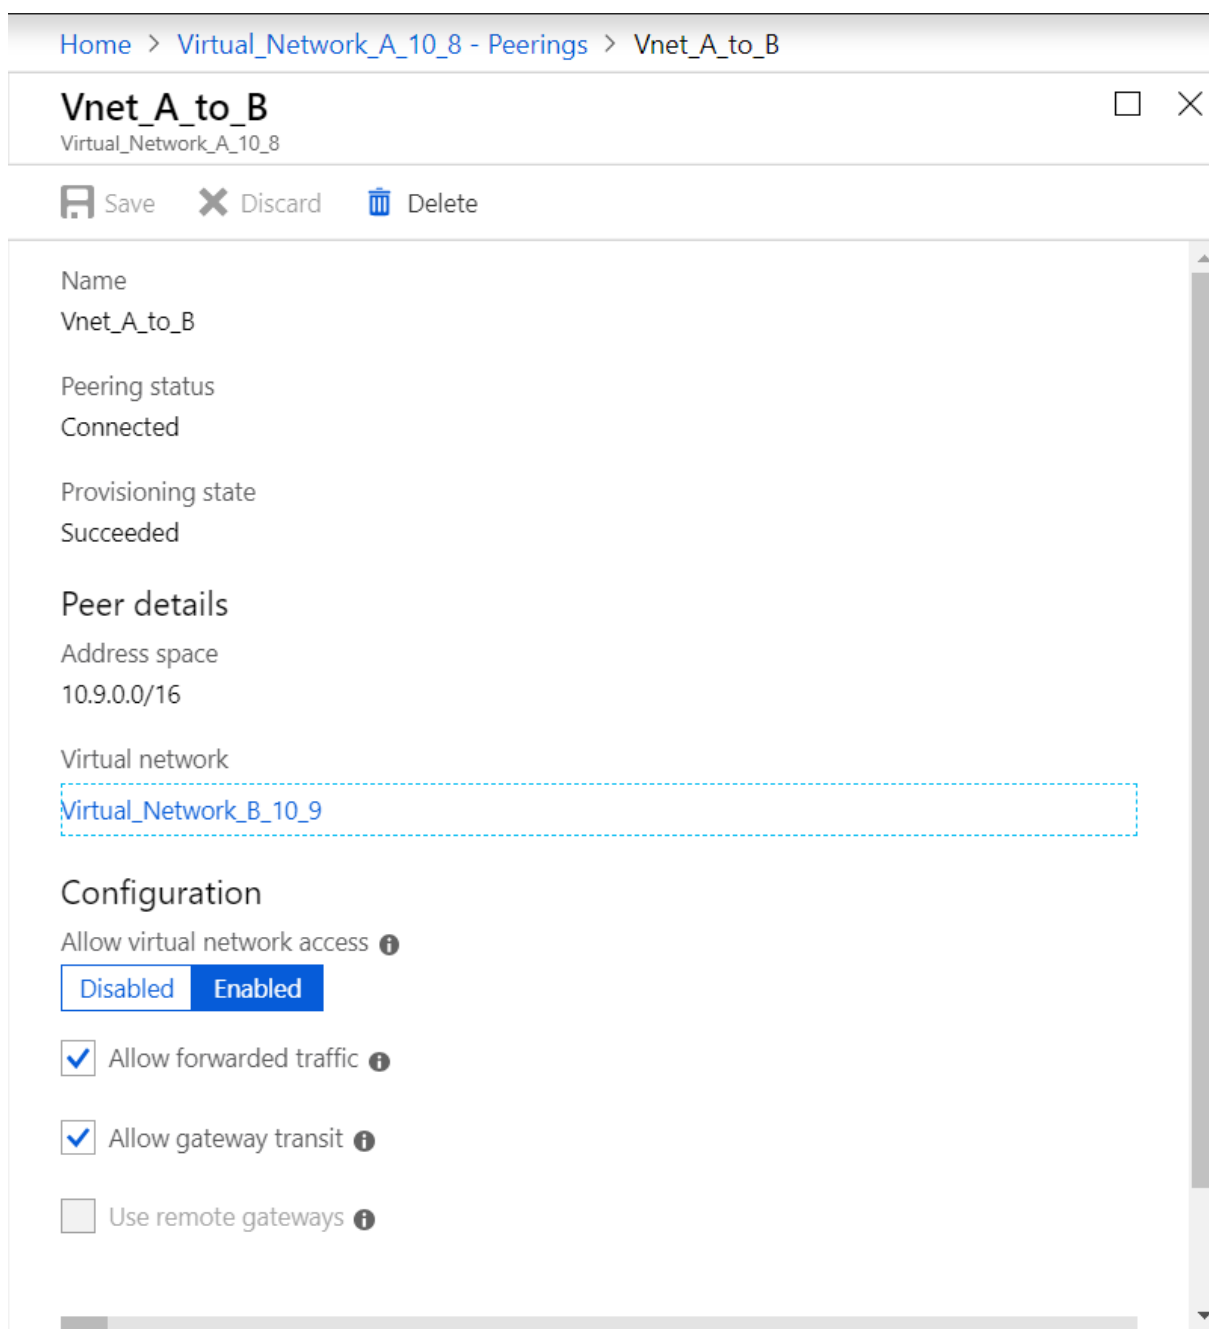 Home > Virtual_Network_A_10_8 - Peerings > Vnet_A_to_B
Vnet_A_to_B
Virtual_Network_A_10_8
Save Discard Delete
Name
Vnet_A_to_B
Peering status
Connected
Provisioning state
Succeeded
Peer details
Address space
10.9.0.0/16
Virtual network
Virtual_Network_B_10_9
Configuration
Allow virtual network access
Disabled Enabled
Allow forwarded traffic
Allow gateway transit
Use remote gateways